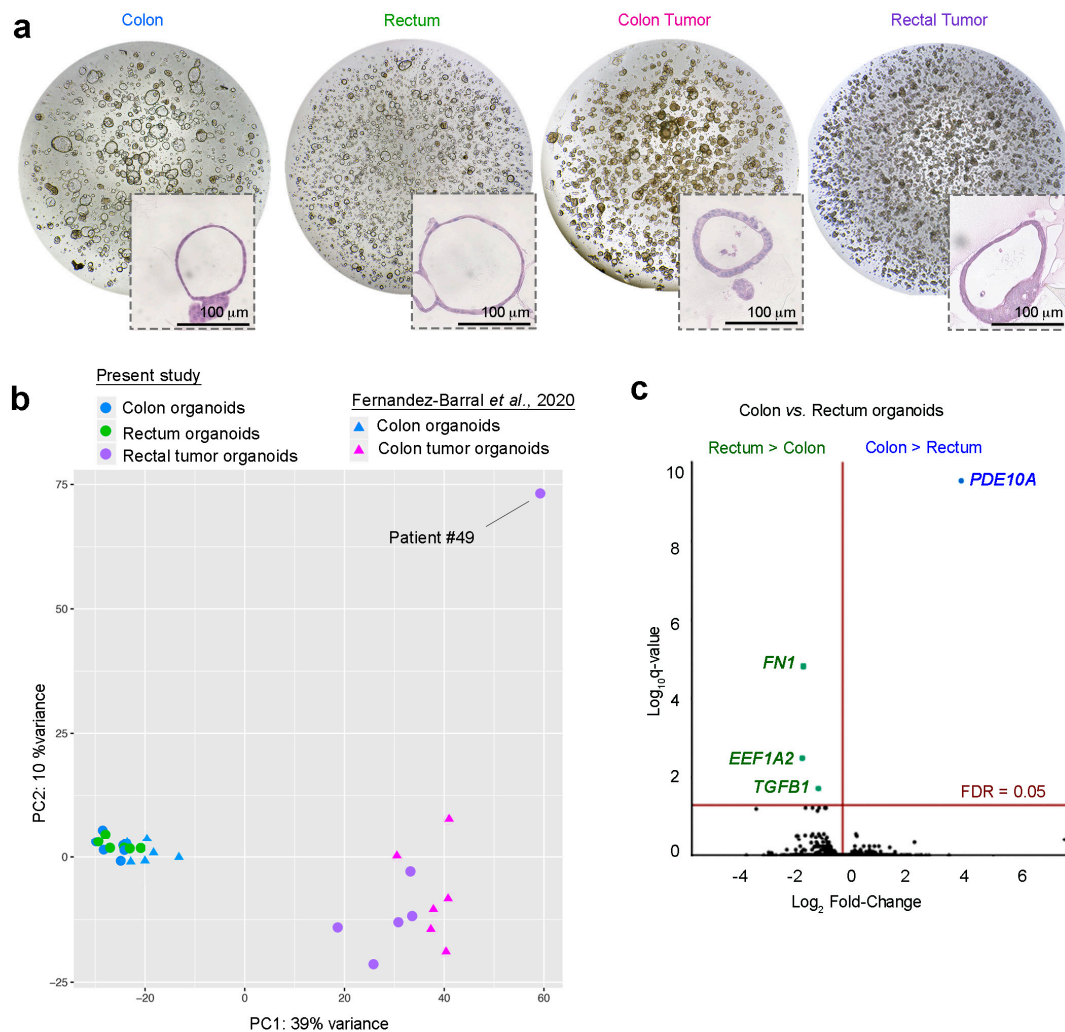 a
Colon
Rectum
Colon Tumor
Rectal Tumor
100 μm
100 μm
100 μm
100 μm
b
Present study
Colon organoids
Rectum organoids
Rectal tumor organoids
Fernandez-Barral et al., 2020
Colon organoids
Colon tumor organoids
75
50
25
0
−25
PC2: 10 %variance
Patient #49
−20
0
20
40
60
PC1: 39% variance
c
Colon vs. Rectum organoids
Rectum > Colon
Colon > Rectum
10
8
6
4
2
0
Log10q-value
PDE10A
FN1
EEF1A2
TGFB1
FDR = 0.05
-4
-2
0
2
4
6
Log2 Fold-Change